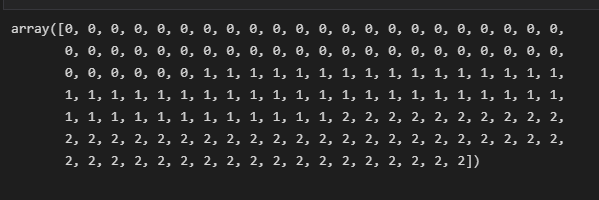 array([0, 0, 0, 0, 0, 0, 0, 0, 0, 0, 0, 0, 0, 0, 0, 0, 0, 0, 0, 0, 0, 0,
0, 0, 0, 0, 0, 0, 0, 0, 0, 0, 0, 0, 0, 0, 0, 0, 0, 0, 0, 0, 0, 0,
0, 0, 0, 0, 0, 0, 1, 1, 1, 1, 1, 1, 1, 1, 1, 1, 1, 1, 1, 1, 1, 1,
1, 1, 1, 1, 1, 1, 1, 1, 1, 1, 1, 1, 1, 1, 1, 1, 1, 1, 1, 1, 1, 1,
1, 1, 1, 1, 1, 1, 1, 1, 1, 1, 1, 1, 2, 2, 2, 2, 2, 2, 2, 2, 2, 2,
2, 2, 2, 2, 2, 2, 2, 2, 2, 2, 2, 2, 2, 2, 2, 2, 2, 2, 2, 2, 2, 2,
2, 2, 2, 2, 2, 2, 2, 2, 2, 2, 2, 2, 2, 2, 2, 2, 2, 2])